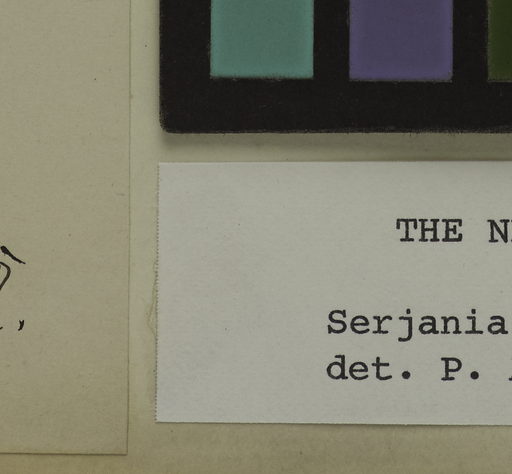 THE
Serjania
det. P.